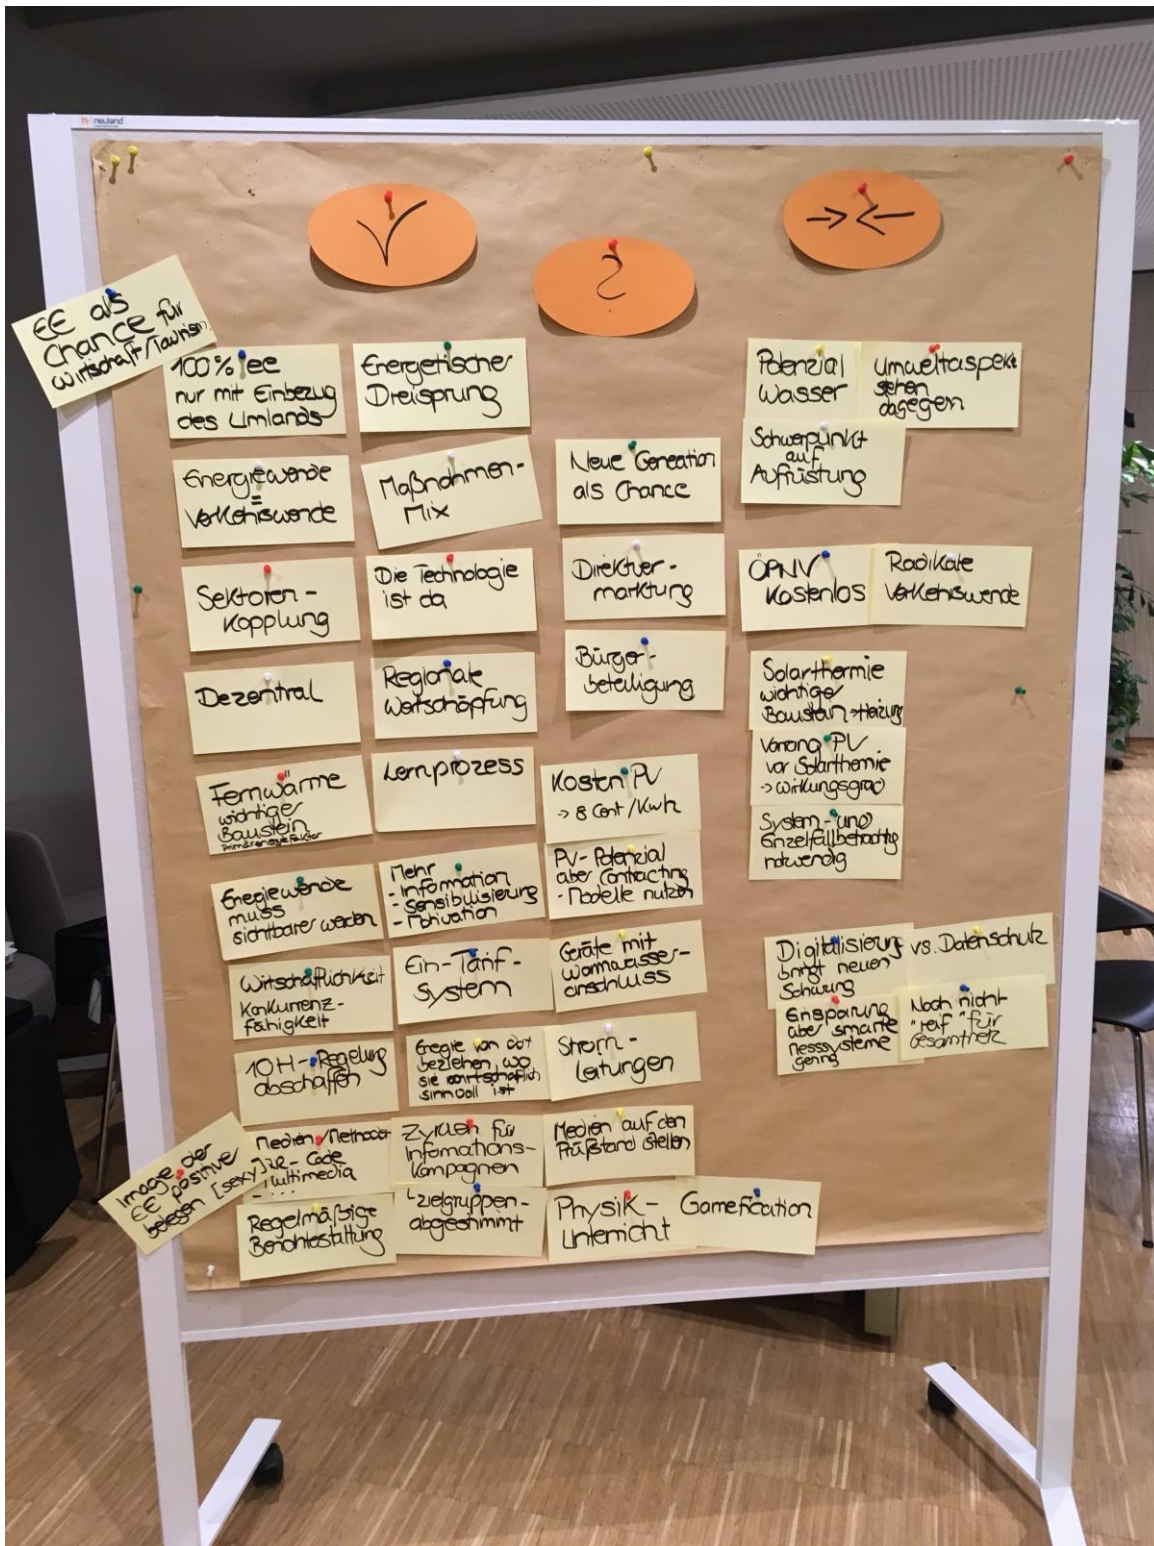 neuland
EE als
Chance für
Wirtschaft/Tourism.
100% ee
nur mit Einbezug
des Umlands
Energiewende
=
Verkehrswende
Sektoren-
kopplung
Dezentral
Fernwärme
wichtiger
Baustein
Primärenergiefaktor
Energiewende
muss
sichtbarer werden
Wirtschaftlichkeit
Konkurrenz-
fähigkeit
10H-Regelung
abschaffen
Image der
EE positive
belegen [sexy]
Medien/Methoden
Code
Multimedia
- ...
Regelmäßige
Berichtestattung
Energetischer
Dreisprung
Maßnahmen-
Mix
Die Technologie
ist da
Regionale
Wertschöpfung
Lernprozess
Mehr
- Information
- Sensibilisierung
- Motivation
Ein-Tarif-
System
Energie von dort
beziehen, wo
sie wirtschaftlich
sinnvoll ist
Zyklen für
Informations-
Kampagnen
zielgruppen-
abgestimmt
?
Neue Generation
als Chance
Direktver-
marktung
Bürger-
beteiligung
Kosten PV
-> 8 Cent/Kwh
PV-Potenzial
aber Contracting
- Modelle nutzen
Geräte mit
Warmwasser-
anschluss
Strom-
leitungen
Medien auf den
Prüfstand stellen
Physik-
Unterricht
Gamefication
→←
Potenzial
Wasser
Umweltaspekt
stehen
dagegen
Schwerpunkt
auf
Aufrüstung
ÖPNV
kostenlos
Radikale
Verkehrswende
Solarthermie
wichtiger
Baustein → Heizung
Vorrang PV
vor Solarthermie
-> Wirkungsgrad
System- und
Einzelfallbetrachtg
notwendig
Digitalisierung
bringt neuen
Schwung
vs. Datenschutz
Einsparung
aber smarte
Messsysteme
gering
Noch nicht
"reif" für
Gesamtnetz